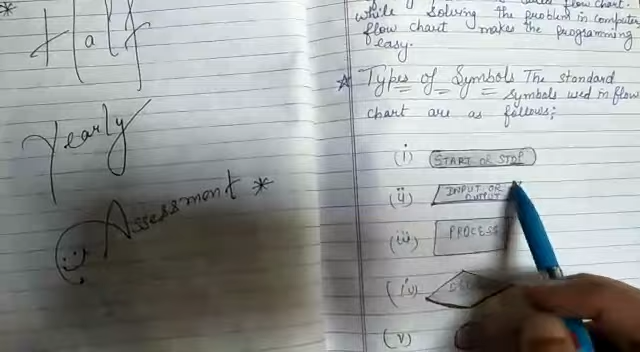 *
Half
Yearly
Assessment *
flow chart.
while solving the problem in computer
flow chart makes the programming
easy.
☆ Types of Symbols The standard
symbols used in flow
chart are as follows;
(i) START OR STOP
(ii) INPUT OR
OUTPUT
(iii) PROCESS
(iv)
(v)